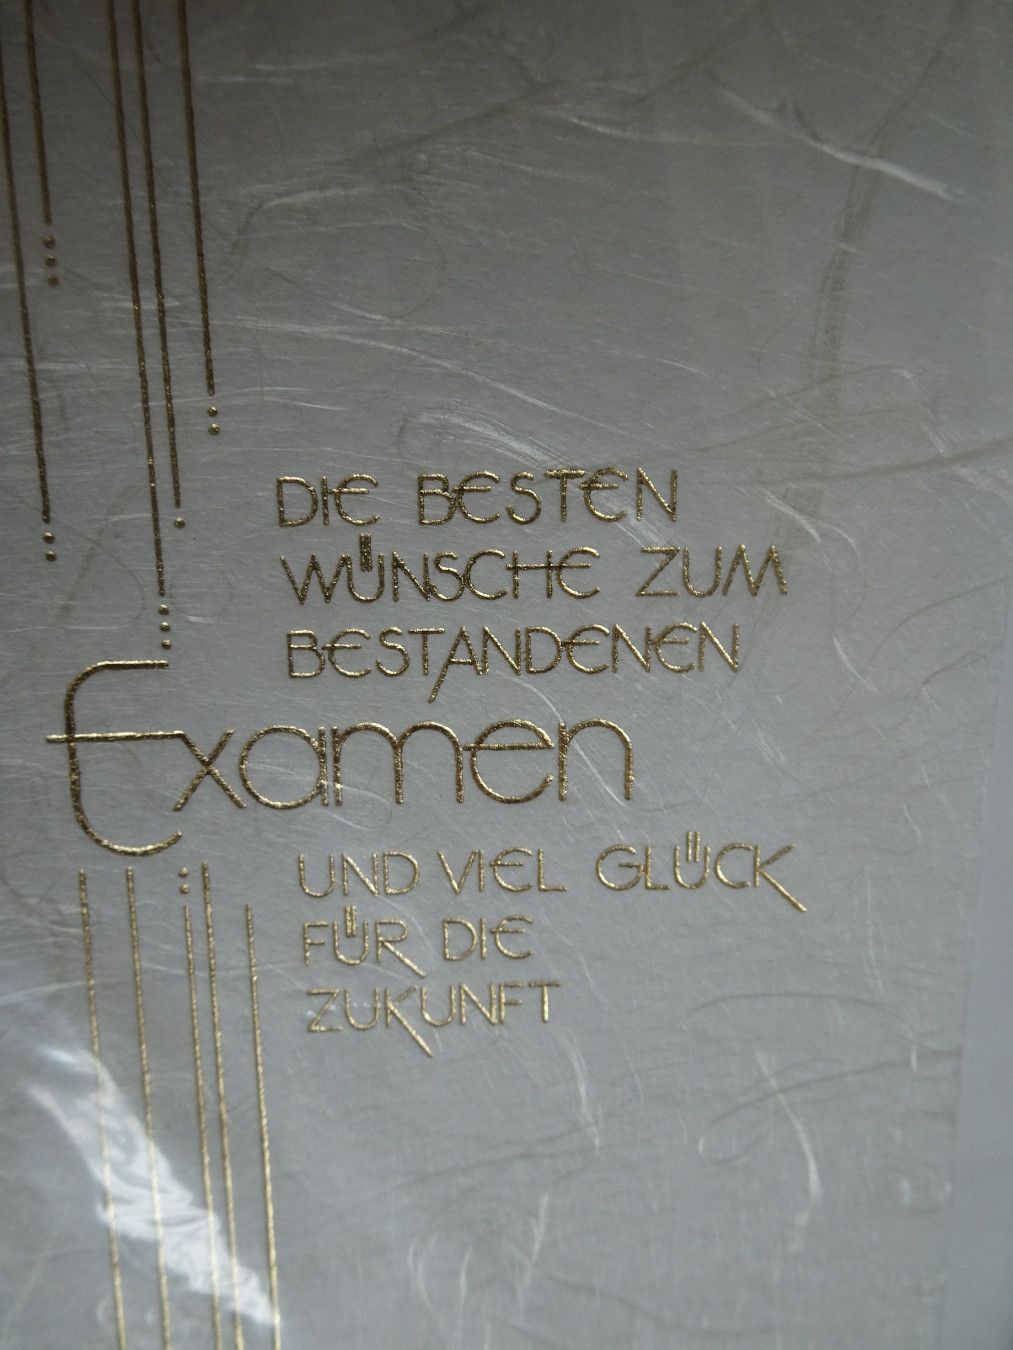 DIE BESTEN
WÜNSCHE ZUM
BESTANDENEN
Examen
UND VIEL GLÜCK
FÜR DIE
ZUKUNFT